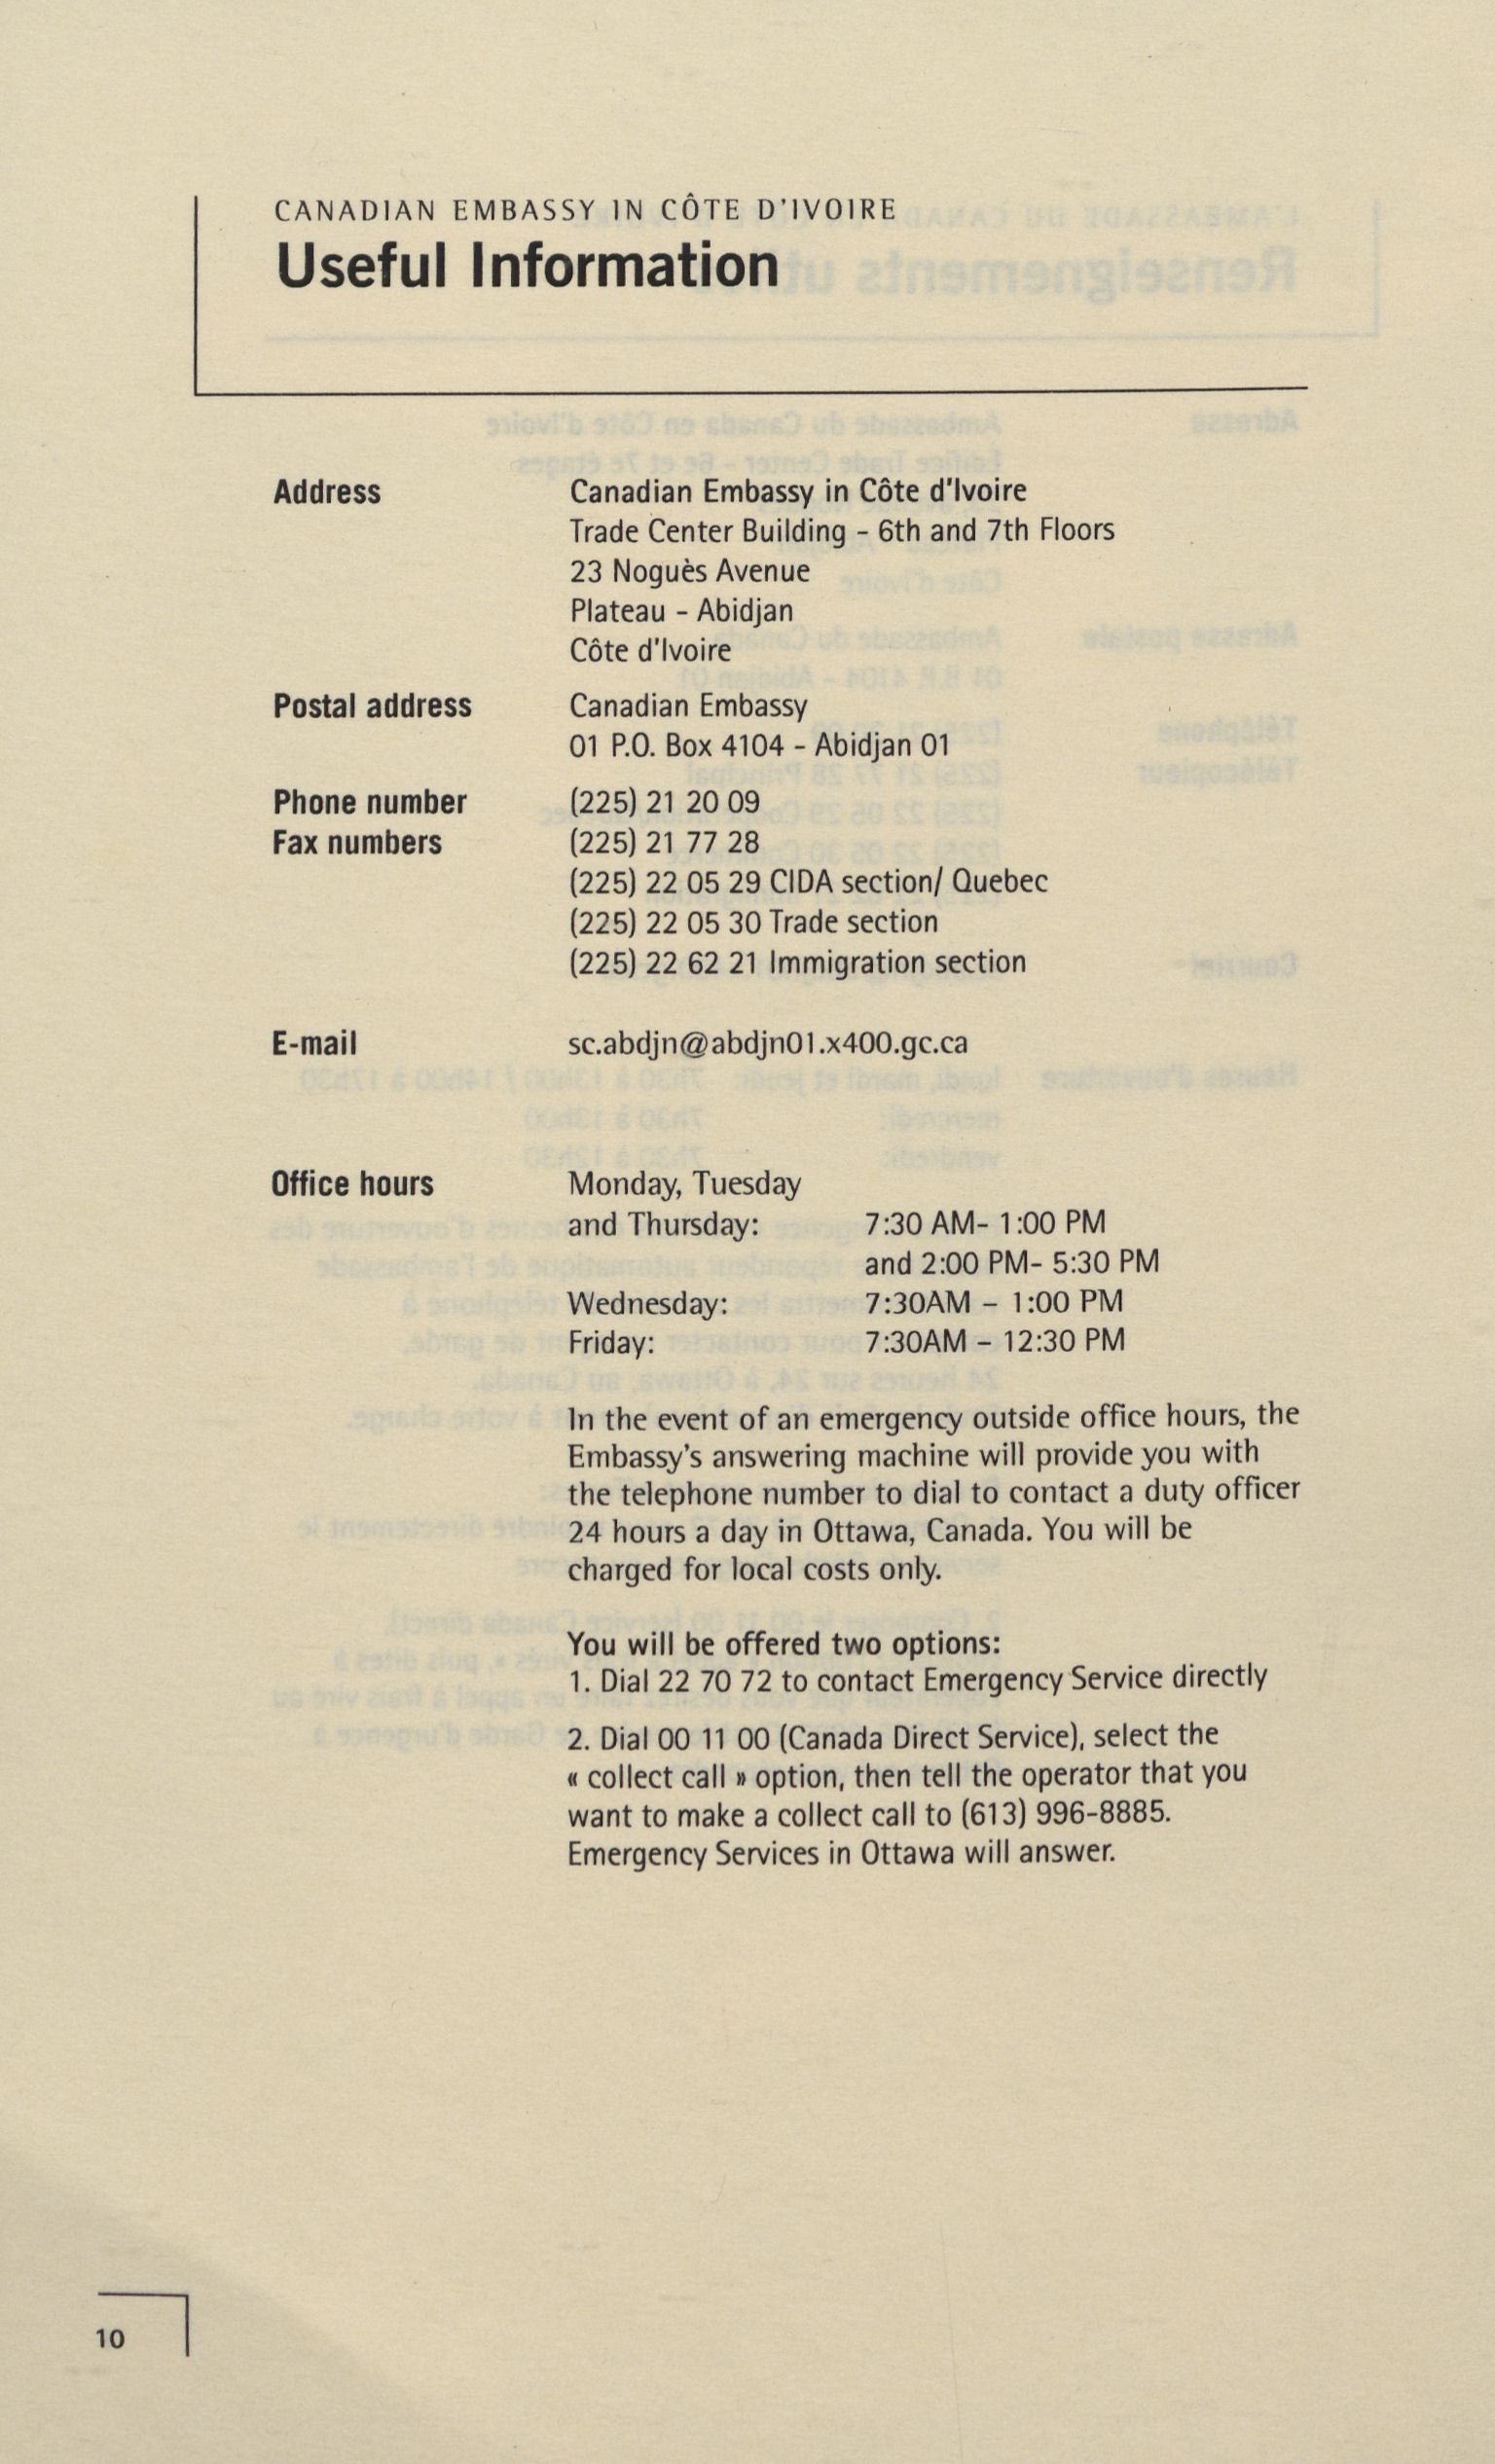 CANADIAN EMBASSY IN CÔTE D'IVOIRE
Useful Information
Address
Canadian Embassy in Côte d'Ivoire
Trade Center Building – 6th and 7th Floors
23 Noguès Avenue
Plateau – Abidjan
Côte d'Ivoire
Postal address
Canadian Embassy
01 P.O. Box 4104 – Abidjan 01
Phone number (225) 21 20 09
Fax numbers (225) 21 77 28
(225) 22 05 29 CIDA section/ Quebec
(225) 22 05 30 Trade section
(225) 22 62 21 Immigration section
E-mail sc.abdjn@abdjn01.x400.gc.ca
Office hours Monday, Tuesday
and Thursday: 7:30 AM- 1:00 PM
and 2:00 PM- 5:30 PM
Wednesday: 7:30AM – 1:00 PM
Friday: 7:30AM – 12:30 PM
In the event of an emergency outside office hours, the
Embassy's answering machine will provide you with
the telephone number to dial to contact a duty officer
24 hours a day in Ottawa, Canada. You will be
charged for local costs only.
You will be offered two options:
1. Dial 22 70 72 to contact Emergency Service directly
2. Dial 00 11 00 (Canada Direct Service), select the
« collect call » option, then tell the operator that you
want to make a collect call to (613) 996-8885.
Emergency Services in Ottawa will answer.
10